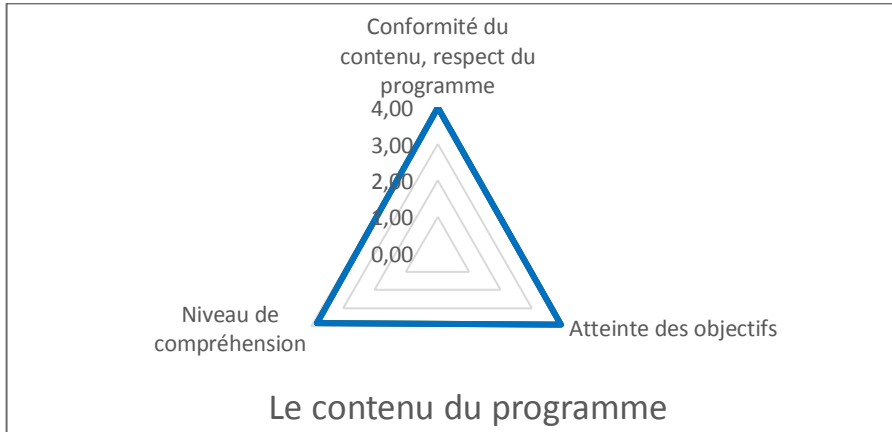 Conformité du
contenu, respect du
programme
4,00
3,00
2,00
1,00
0,00
Niveau de
compréhension
Atteinte des objectifs
Le contenu du programme